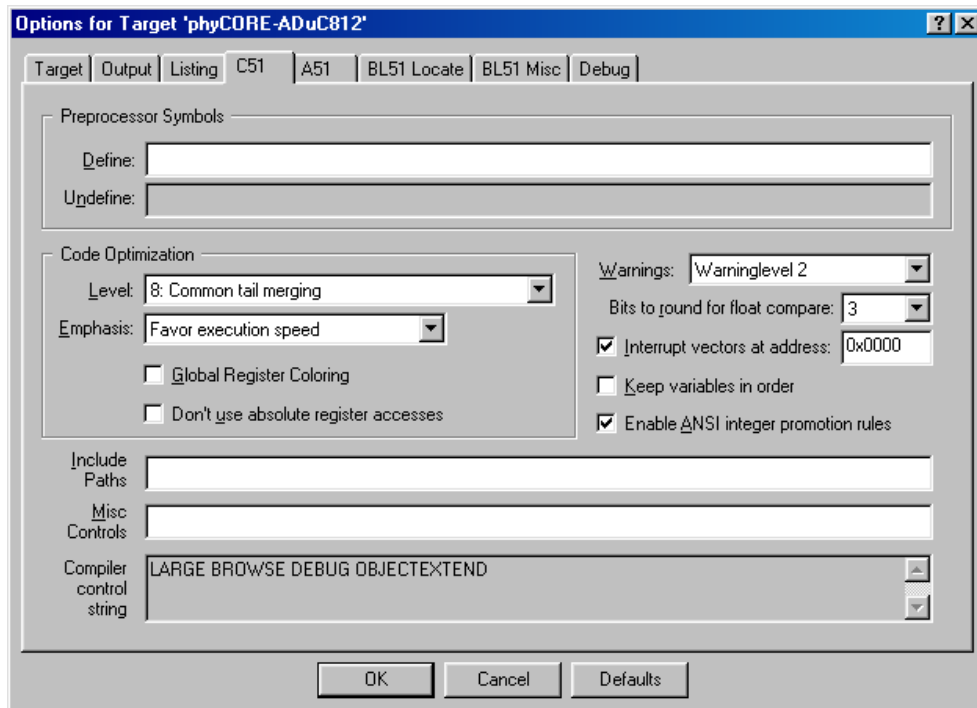 Options for Target 'phyCORE-ADuC812'
Target Output Listing C51 A51 BL51 Locate BL51 Misc Debug
Preprocessor Symbols
Define:
Undefine:
Code Optimization
Level: 8: Common tail merging
Emphasis: Favor execution speed
Global Register Coloring
Don't use absolute register accesses
Warnings: Warninglevel 2
Bits to round for float compare: 3
Interrupt vectors at address: 0x0000
Keep variables in order
Enable ANSI integer promotion rules
Include
Paths
Misc
Controls
Compiler
control
string
LARGE BROWSE DEBUG OBJECTEXTEND
OK Cancel Defaults